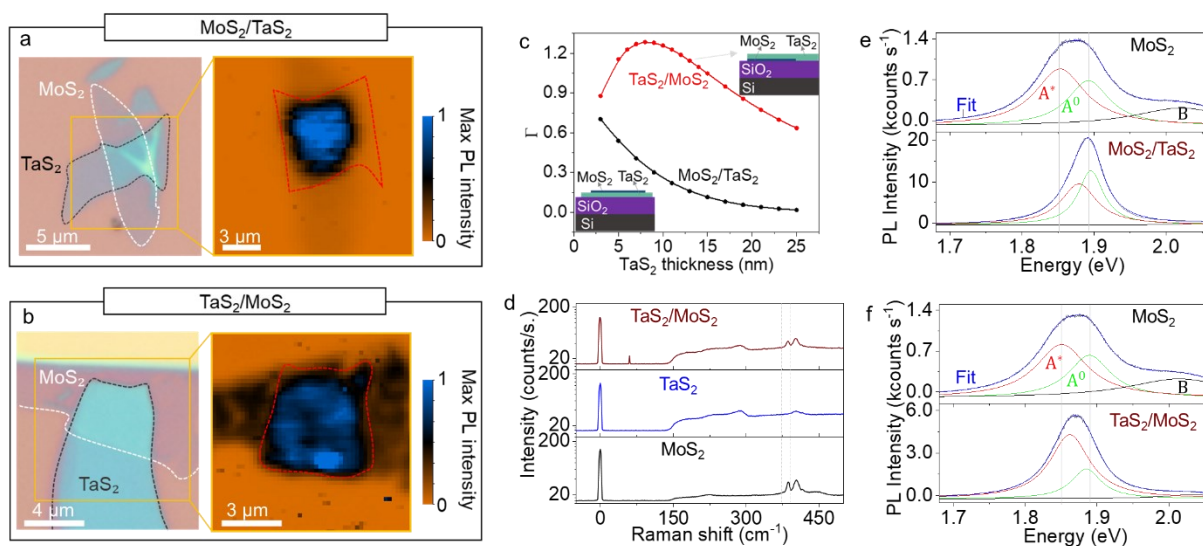 MoS2/TaS2
a
MoS2
TaS2
5 μm
3 μm
1
0
Max PL intensity
TaS2/MoS2
b
MoS2
TaS2
4 μm
3 μm
1
0
Max PL intensity
c
1.2
0.9
0.6
0.3
0.0
Γ
MoS2 TaS2
SiO2
Si
TaS2/MoS2
MoS2/TaS2
MoS2 TaS2
SiO2
Si
0 5 10 15 20 25
TaS2 thickness (nm)
d
200
20
200
20
200
20
Intensity (counts/s.)
TaS2/MoS2
TaS2
MoS2
0 150 300 450
Raman shift (cm-1)
e
1.4
0.7
0.0
MoS2
Fit
A*
A0
B
20
10
0
MoS2/TaS2
PL Intensity (kcounts s-1)
1.7 1.8 1.9 2.0
Energy (eV)
f
1.4
0.7
0.0
MoS2
Fit
A*
A0
B
6.0
3.0
0.0
TaS2/MoS2
PL Intensity (kcounts s-1)
1.7 1.8 1.9 2.0
Energy (eV)